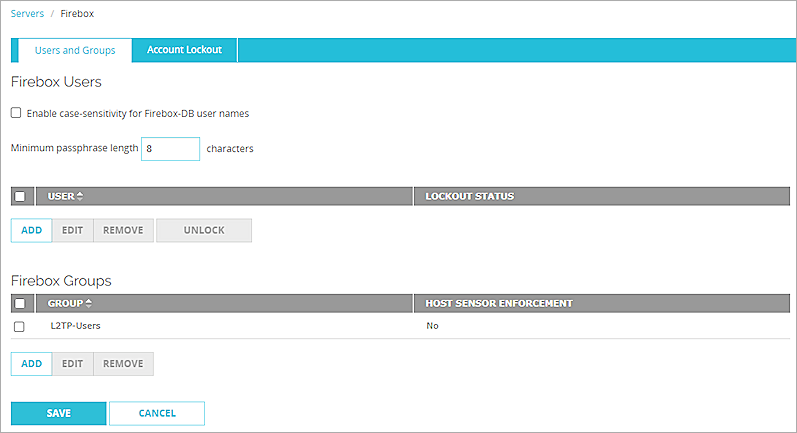 Servers / Firebox
Users and Groups Account Lockout
Firebox Users
Enable case-sensitivity for Firebox-DB user names
Minimum passphrase length 8 characters
USER LOCKOUT STATUS
ADD EDIT REMOVE UNLOCK
Firebox Groups
GROUP HOST SENSOR ENFORCEMENT
L2TP-Users No
ADD EDIT REMOVE
SAVE CANCEL